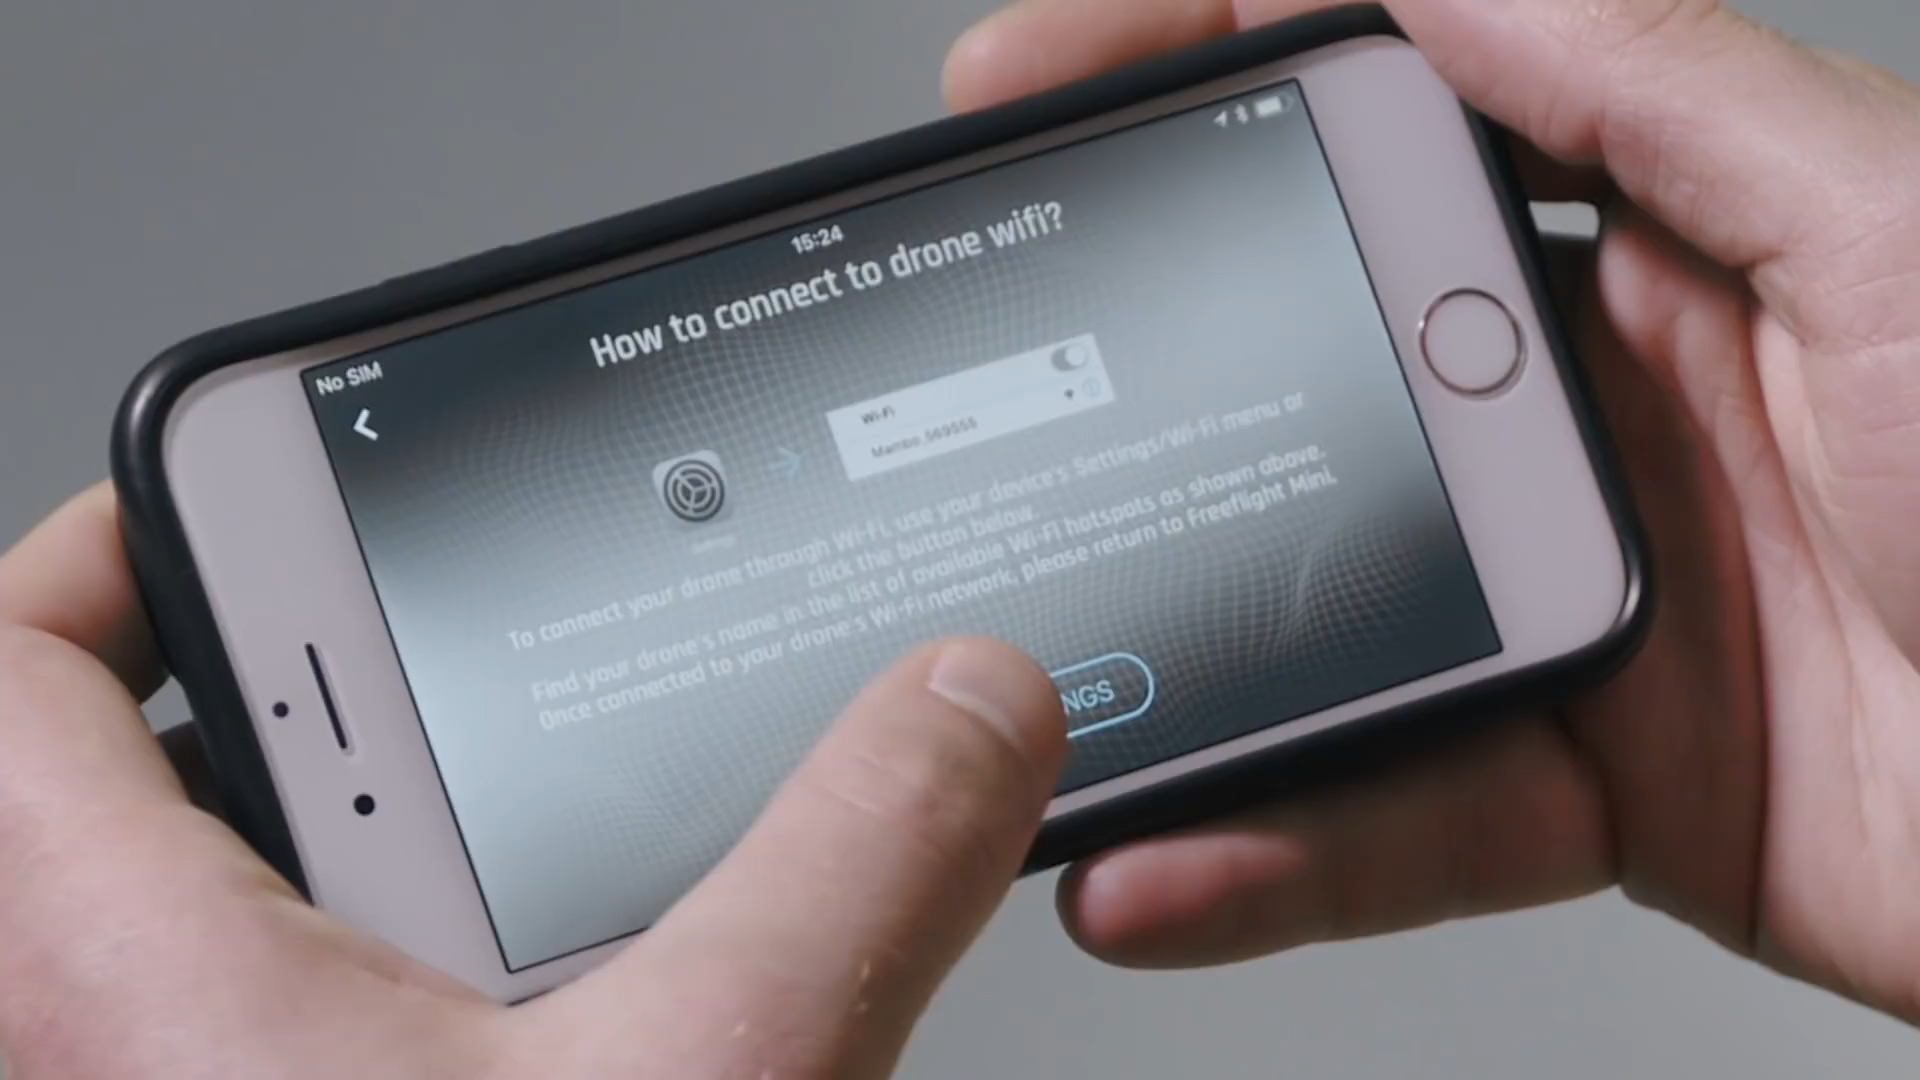 No SIM
15:24
How to connect to drone wifi?
Wi-Fi
Mambo_569555
To connect your drone through Wi-Fi, use your device's Settings/Wi-Fi menu or
click the button below.
Find your drone's name in the list of available Wi-Fi hotspots as shown above.
Once connected to your drone's Wi-Fi network, please return to Freeflight Mini.
NGS